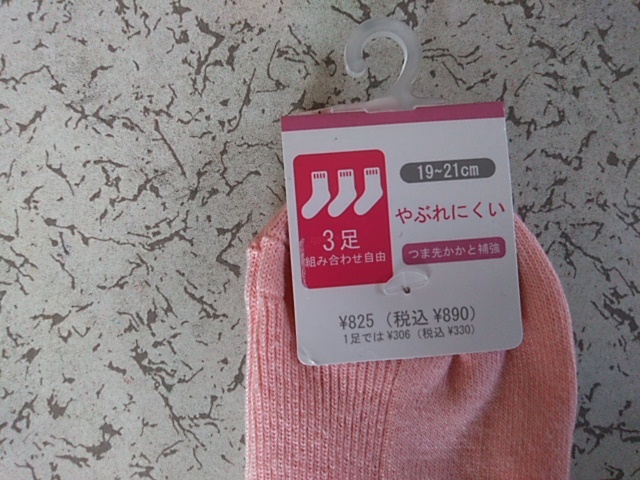 19~21cm
やぶれにくい
つま先かかと補強
3足
組み合わせ自由
¥825（税込¥890）
1足では¥306（税込¥330）